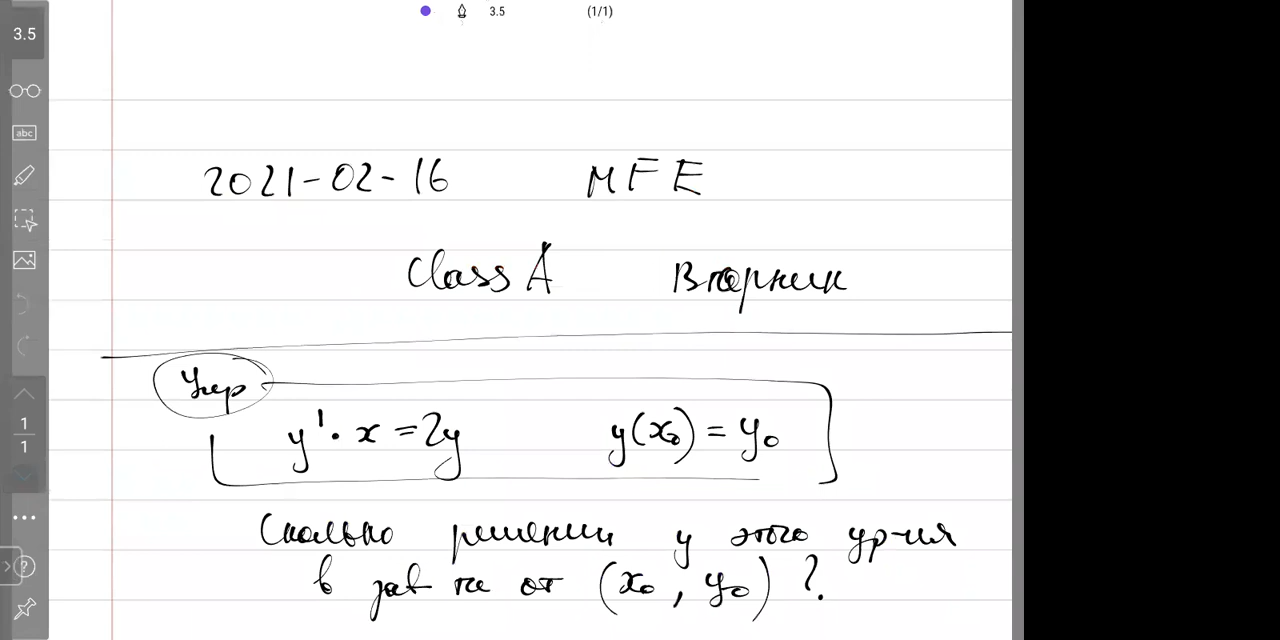 3.5 (1/1)
3.5
abc
2021-02-16 MFE
Class A Вторник
Упр
y'·x = 2y y(x₀) = y₀
1
1
Сколько решений у этого ур-ия
в зав-ти от (x₀, y₀) ?